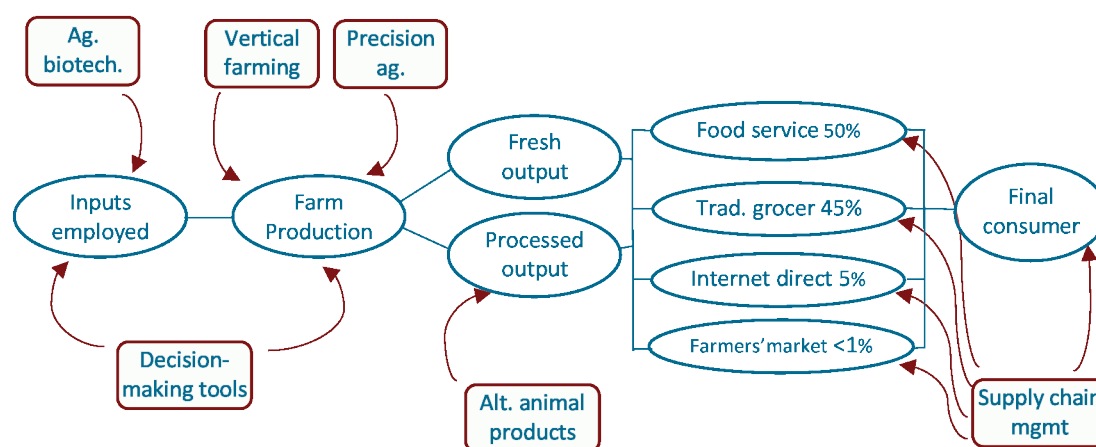 Ag.
biotech.
Vertical
farming
Precision
ag.
Inputs
employed
Farm
Production
Fresh
output
Processed
output
Food service 50%
Trad. grocer 45%
Internet direct 5%
Farmers' market <1%
Final
consumer
Decision-
making tools
Alt. animal
products
Supply chain
mgmt